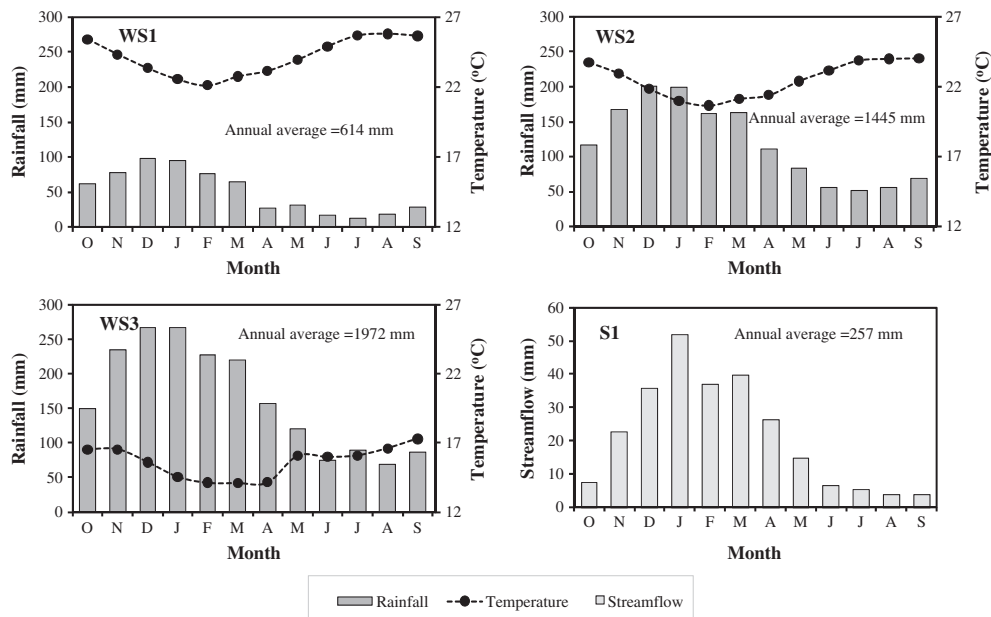 WS1
Annual average =614 mm
Rainfall (mm)
300
250
200
150
100
50
0
Temperature (°C)
27
22
17
12
O N D J F M A M J J A S
Month
WS2
Annual average =1445 mm
Rainfall (mm)
300
250
200
150
100
50
0
Temperature (°C)
27
22
17
12
O N D J F M A M J J A S
Month
WS3
Annual average =1972 mm
Rainfall (mm)
300
250
200
150
100
50
0
Temperature (°C)
27
22
17
12
O N D J F M A M J J A S
Month
S1
Annual average =257 mm
Streamflow (mm)
60
50
40
30
20
10
0
O N D J F M A M J J A S
Month
Rainfall Temperature Streamflow